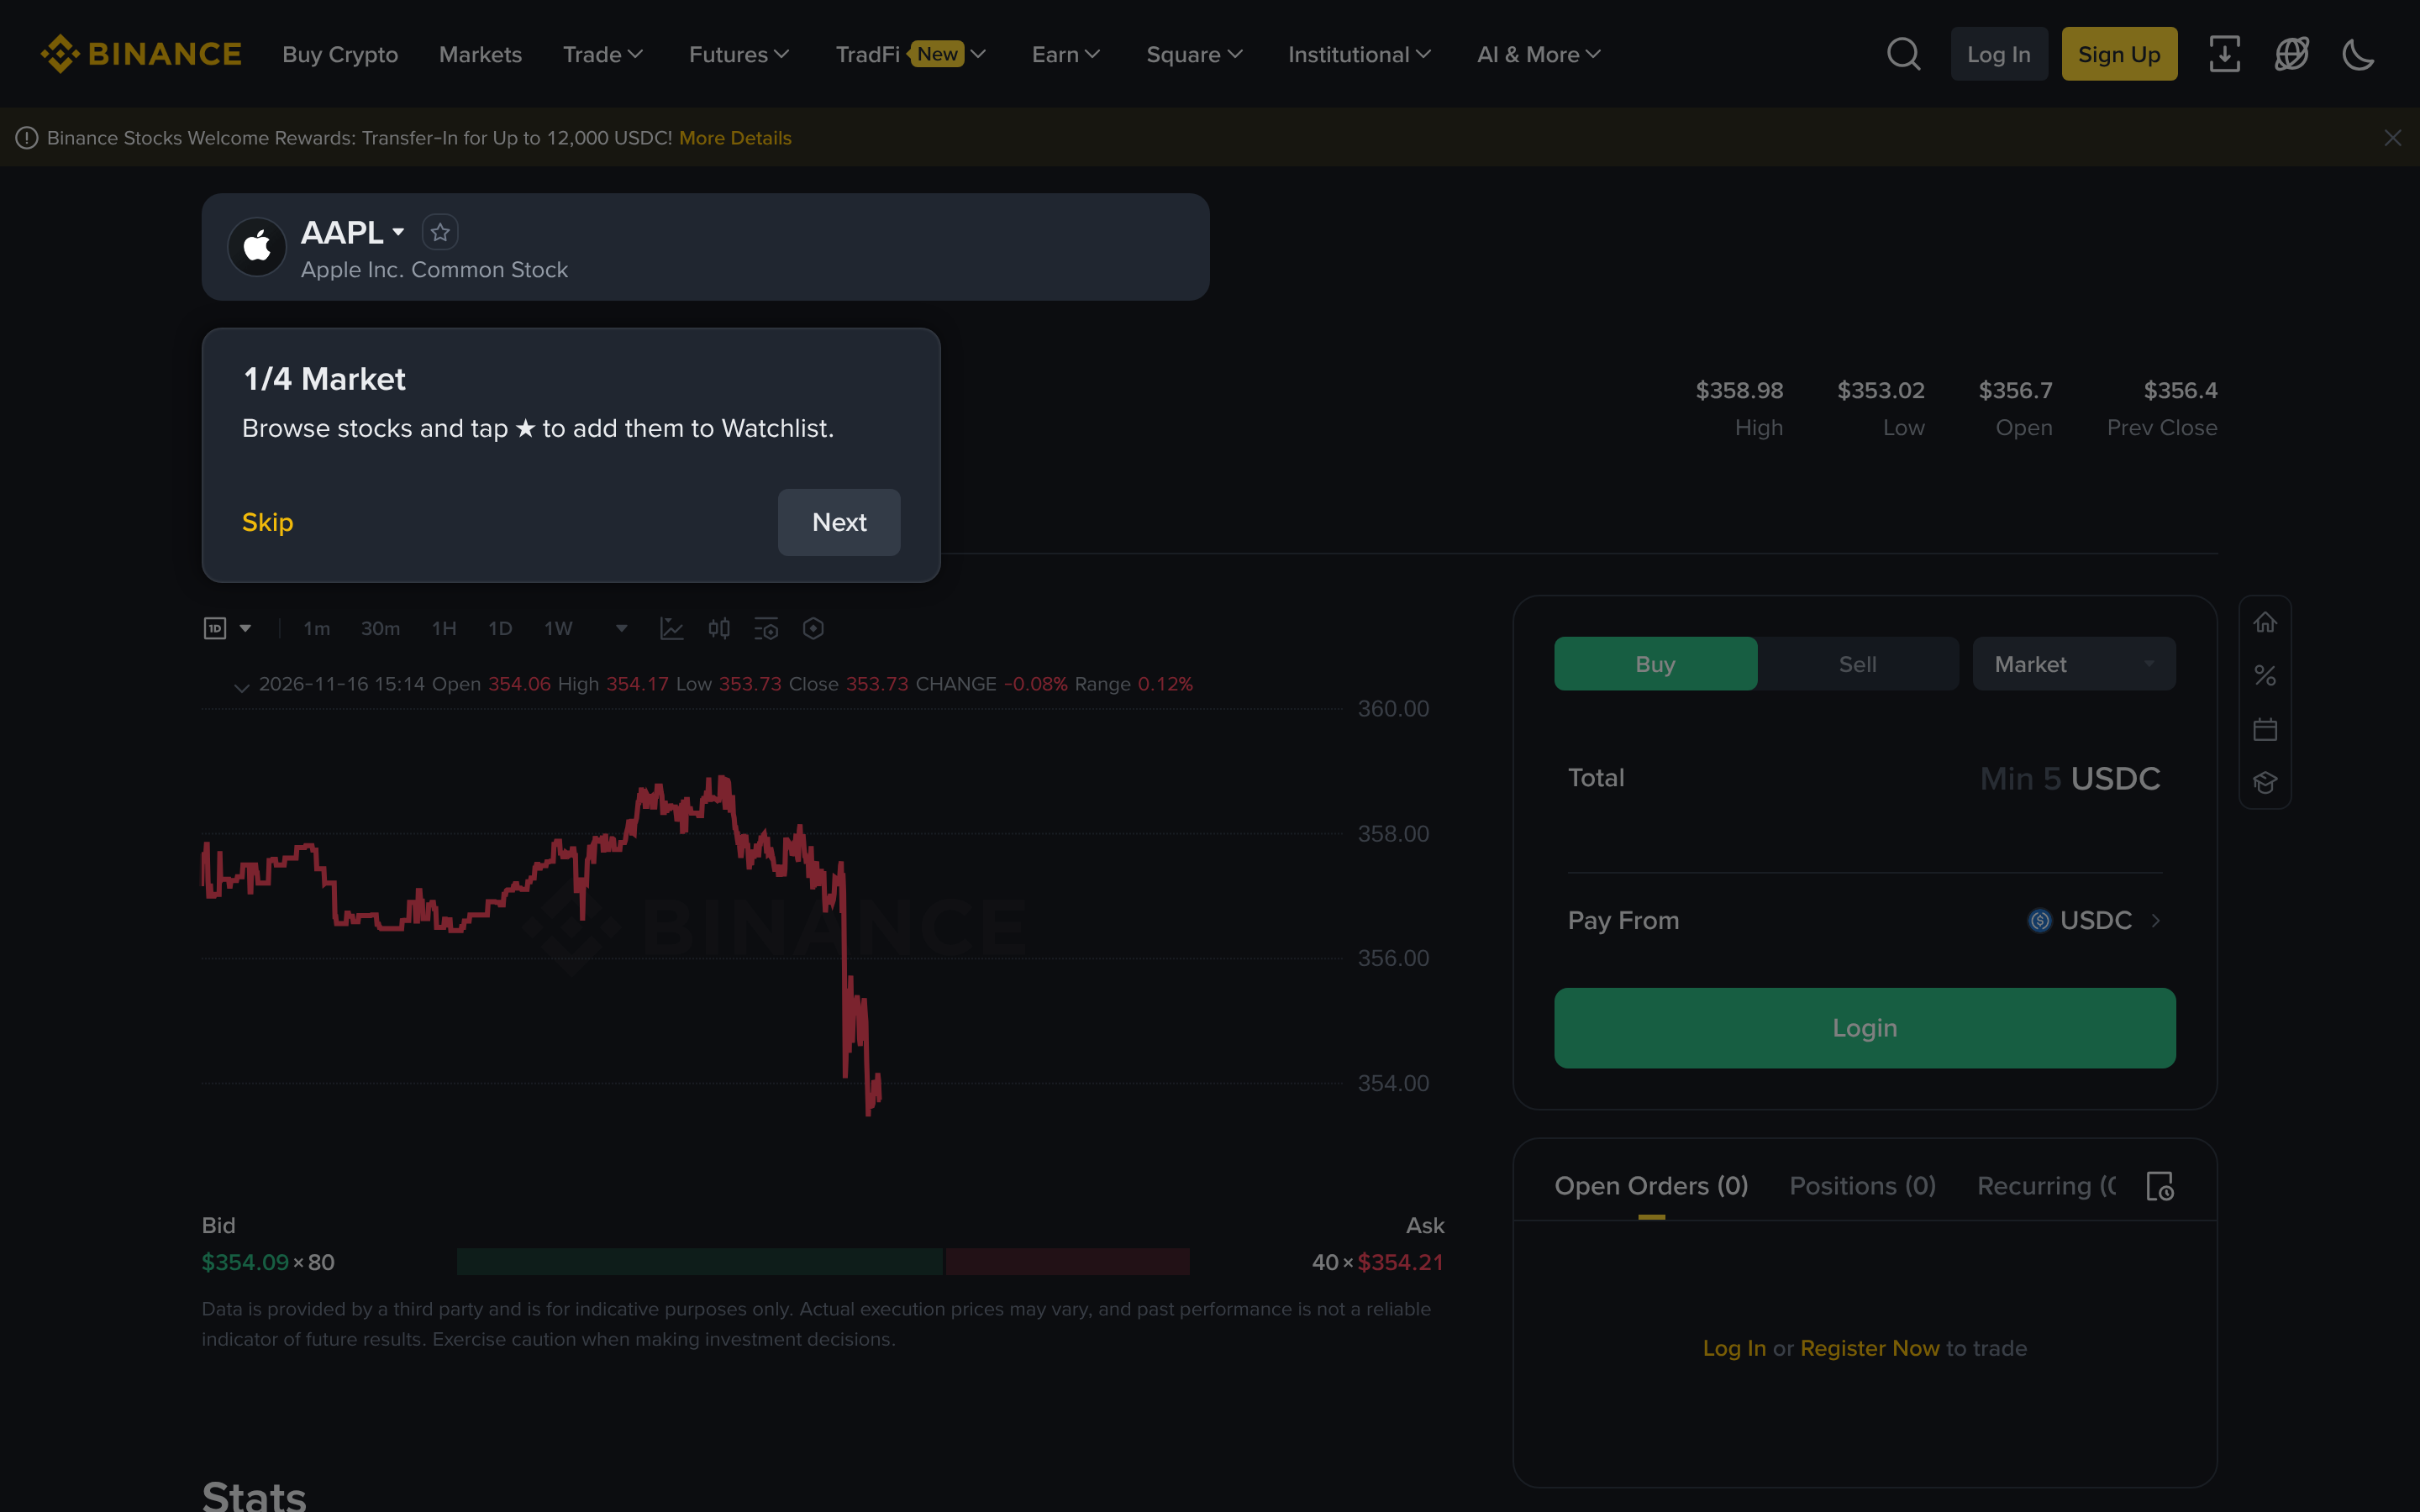 BINANCE Buy Crypto Markets Trade Futures TradFi New Earn Square Institutional AI & More Log In Sign Up
Binance Stocks Welcome Rewards: Transfer-In for Up to 12,000 USDC! More Details
AAPL
Apple Inc. Common Stock
1/4 Market
Browse stocks and tap ★ to add them to Watchlist.
Skip Next
$358.98 $353.02 $356.7 $356.4
High Low Open Prev Close
1D 1m 30m 1H 1D 1W
2026-11-16 15:14 Open 354.06 High 354.17 Low 353.73 Close 353.73 CHANGE -0.08% Range 0.12%
360.00
358.00
356.00
354.00
BINANCE
Bid Ask
$354.09 × 80 40 × $354.21
Data is provided by a third party and is for indicative purposes only. Actual execution prices may vary, and past performance is not a reliable
indicator of future results. Exercise caution when making investment decisions.
Stats
Buy Sell Market
Total Min 5 USDC
Pay From USDC
Login
Open Orders (0) Positions (0) Recurring (
Log In or Register Now to trade